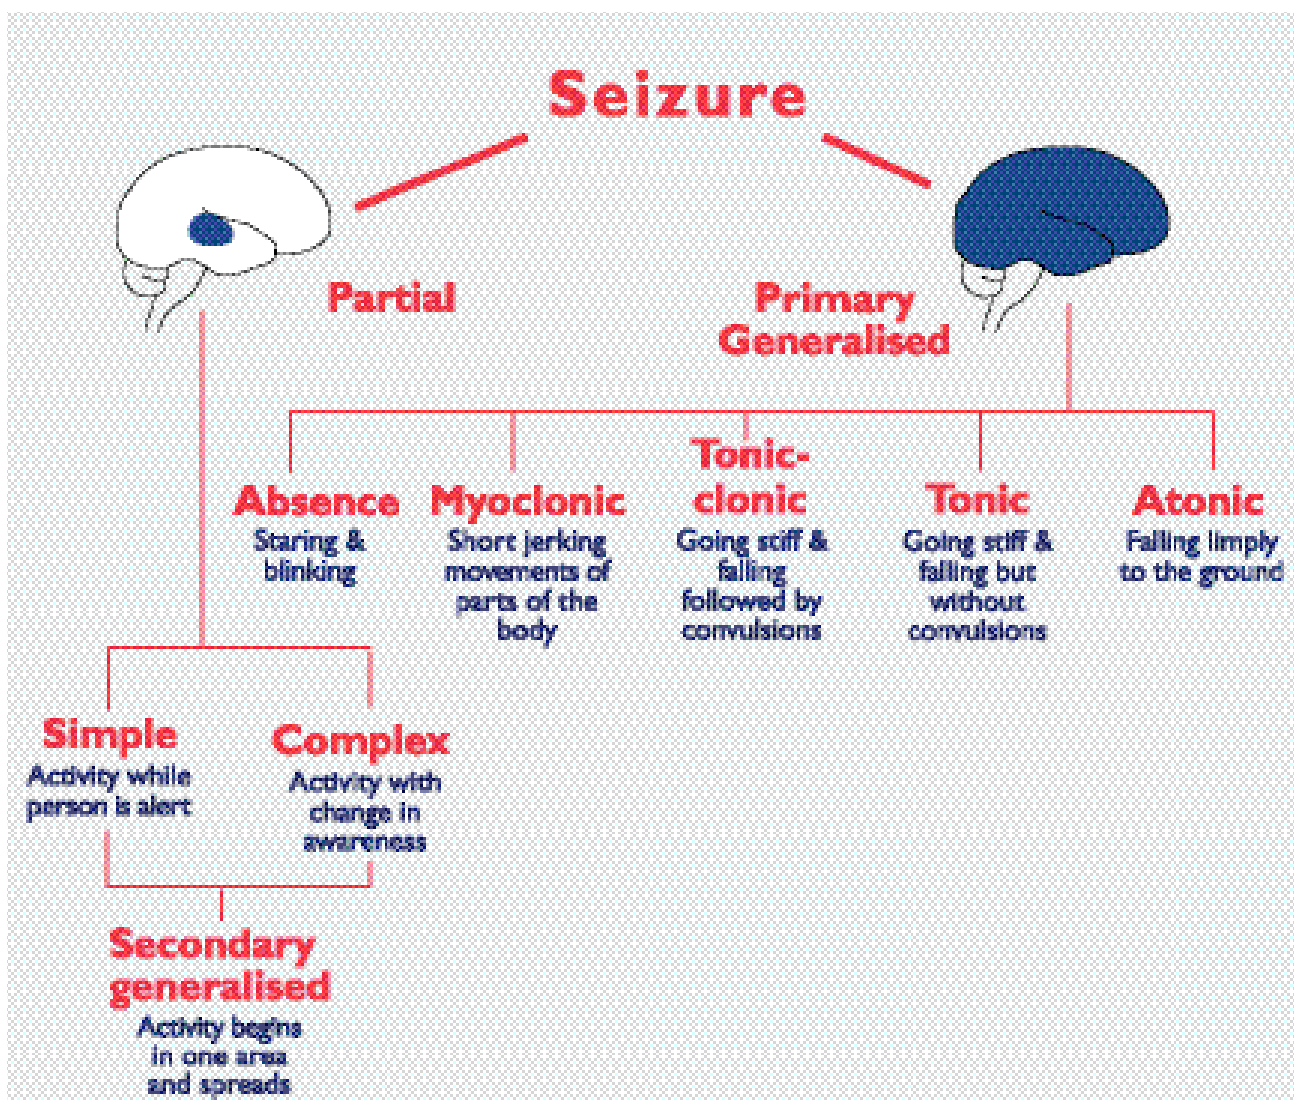 Seizure
Partial
Primary
Generalised
Absence
Staring &
blinking
Myoclonic
Short jerking
movements of
parts of the
body
Tonic-
clonic
Going stiff &
falling
followed by
convulsions
Tonic
Going stiff &
falling but
without
convulsions
Atonic
Falling limply
to the ground
Simple
Activity while
person is alert
Complex
Activity with
change in
awareness
Secondary
generalised
Activity begins
in one area
and spreads